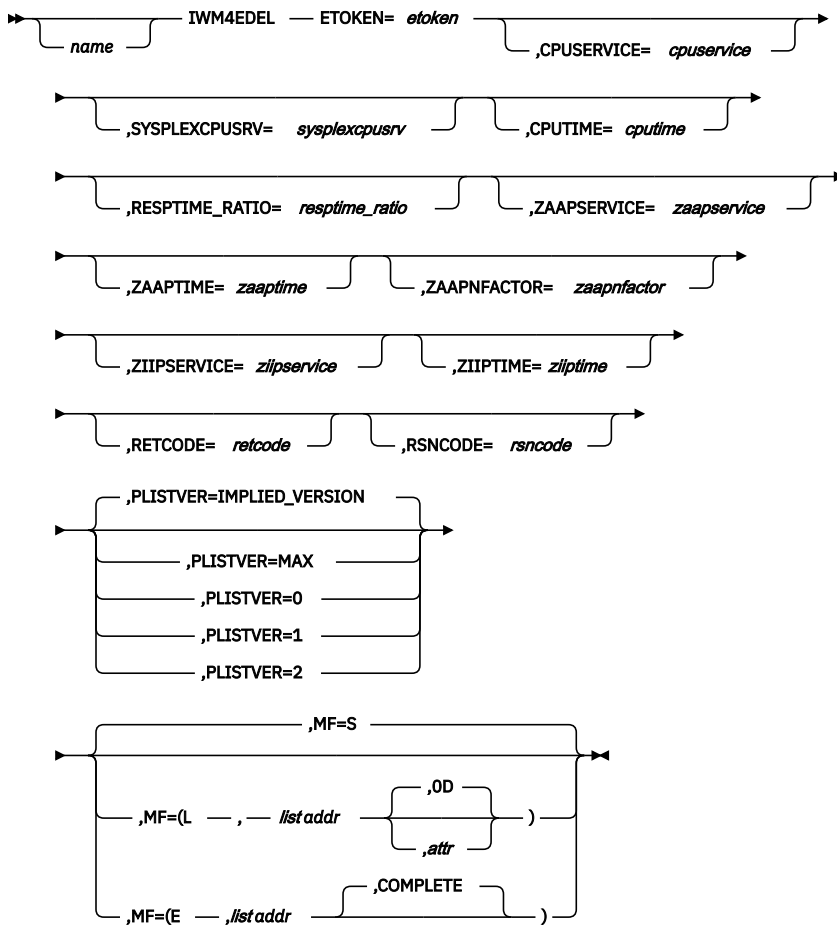 IWM4EDEL ETOKEN= etoken
name ,CPUSERVICE= cpuservice
,SYSPLEXCPUSRV= sysplexcpusrv ,CPUTIME= cputime
,RESPTIME_RATIO= resptime_ratio ,ZAAPSERVICE= zaapservice
,ZAAPTIME= zaaptime ,ZAAPNFACTOR= zaapnfactor
,ZIIPSERVICE= ziipservice ,ZIIPTIME= ziiptime
,RETCODE= retcode ,RSNCODE= rsncode
,PLISTVER=IMPLIED_VERSION
,PLISTVER=MAX
,PLISTVER=0
,PLISTVER=1
,PLISTVER=2
,MF=S
,0D
,MF=(L , list addr )
,attr
,COMPLETE
,MF=(E ,list addr )